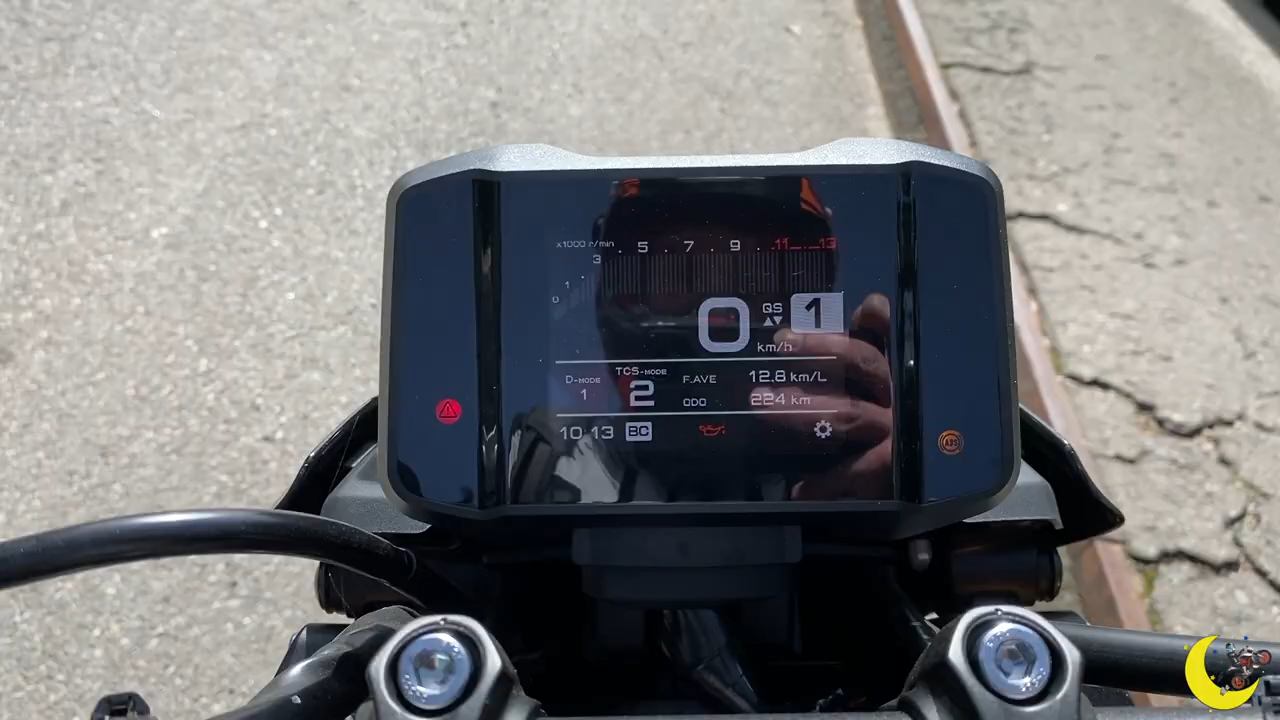 x1000 r/min
0 1 3 5 7 9 11 13
0 km/h QS 1
D-MODE 1
TCS-MODE 2
F.AVE 12.8 km/L
ODO 224 km
10:13 BC
ABS